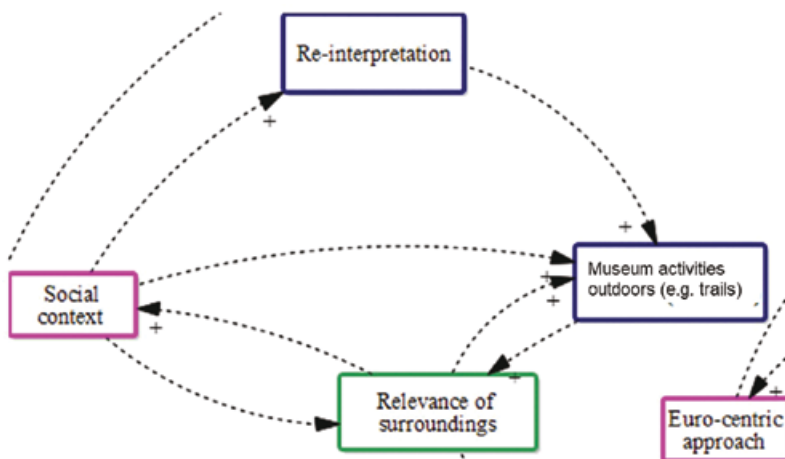 Re-interpretation
+
+
Museum activities
outdoors (e.g. trails)
Social
context
+
+
+
+
Relevance of
surroundings
+
Euro-centric
approach